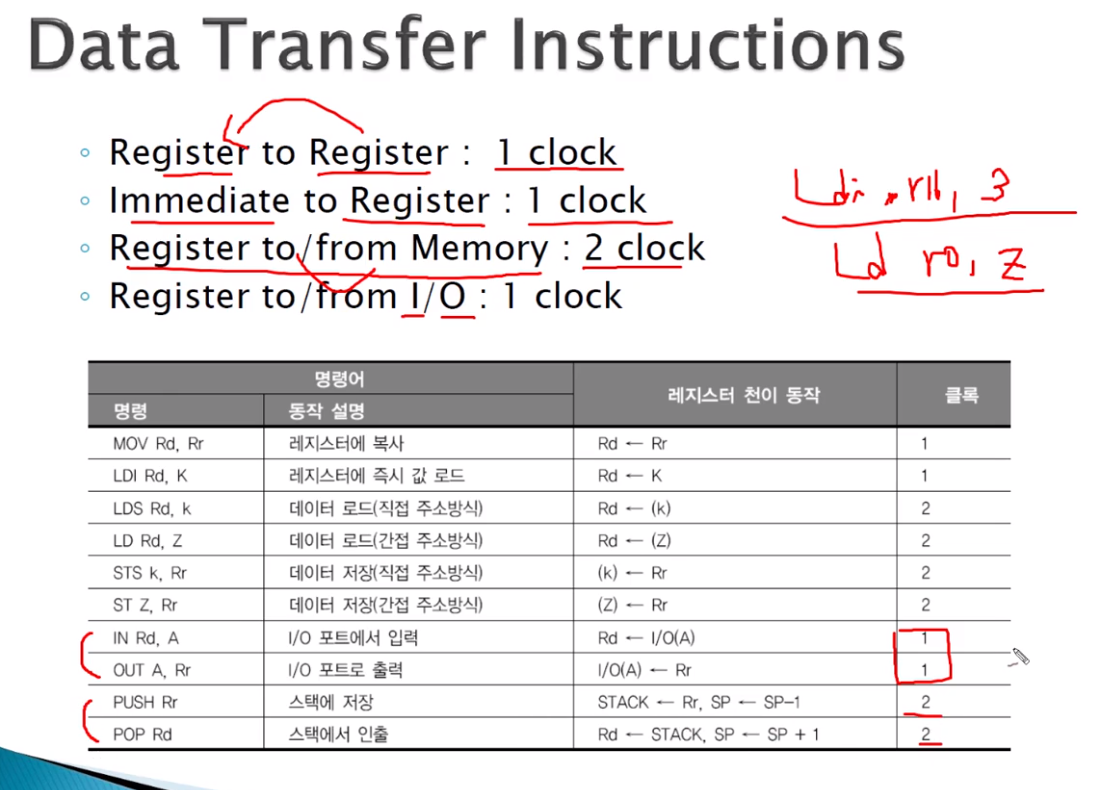 Data Transfer Instructions
◦ Register to Register : 1 clock
◦ Immediate to Register : 1 clock
◦ Register to/from Memory : 2 clock
◦ Register to/from I/O : 1 clock
Ldi r16, 3
Ld r0, Z
명령어 레지스터 천이 동작 클록
명령 동작 설명
MOV Rd, Rr 레지스터에 복사 Rd ← Rr 1
LDI Rd, K 레지스터에 즉시 값 로드 Rd ← K 1
LDS Rd, k 데이터 로드(직접 주소방식) Rd ← (k) 2
LD Rd, Z 데이터 로드(간접 주소방식) Rd ← (Z) 2
STS k, Rr 데이터 저장(직접 주소방식) (k) ← Rr 2
ST Z, Rr 데이터 저장(간접 주소방식) (Z) ← Rr 2
IN Rd, A I/O 포트에서 입력 Rd ← I/O(A) 1
OUT A, Rr I/O 포트로 출력 I/O(A) ← Rr 1
PUSH Rr 스택에 저장 STACK ← Rr, SP ← SP−1 2
POP Rd 스택에서 인출 Rd ← STACK, SP ← SP + 1 2